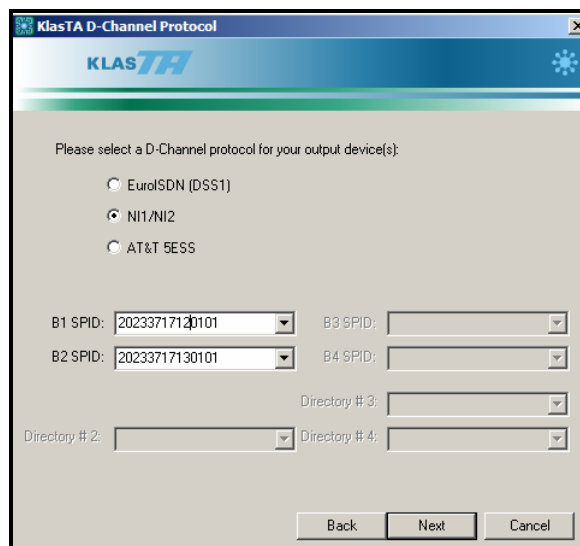 KlasTA D-Channel Protocol
KLAS TA
Please select a D-Channel protocol for your output device(s):
EuroISDN (DSS1)
NI1/NI2
AT&T 5ESS
B1 SPID: 20233717120101 B3 SPID:
B2 SPID: 20233717130101 B4 SPID:
Directory # 3:
Directory # 2: Directory # 4:
Back Next Cancel